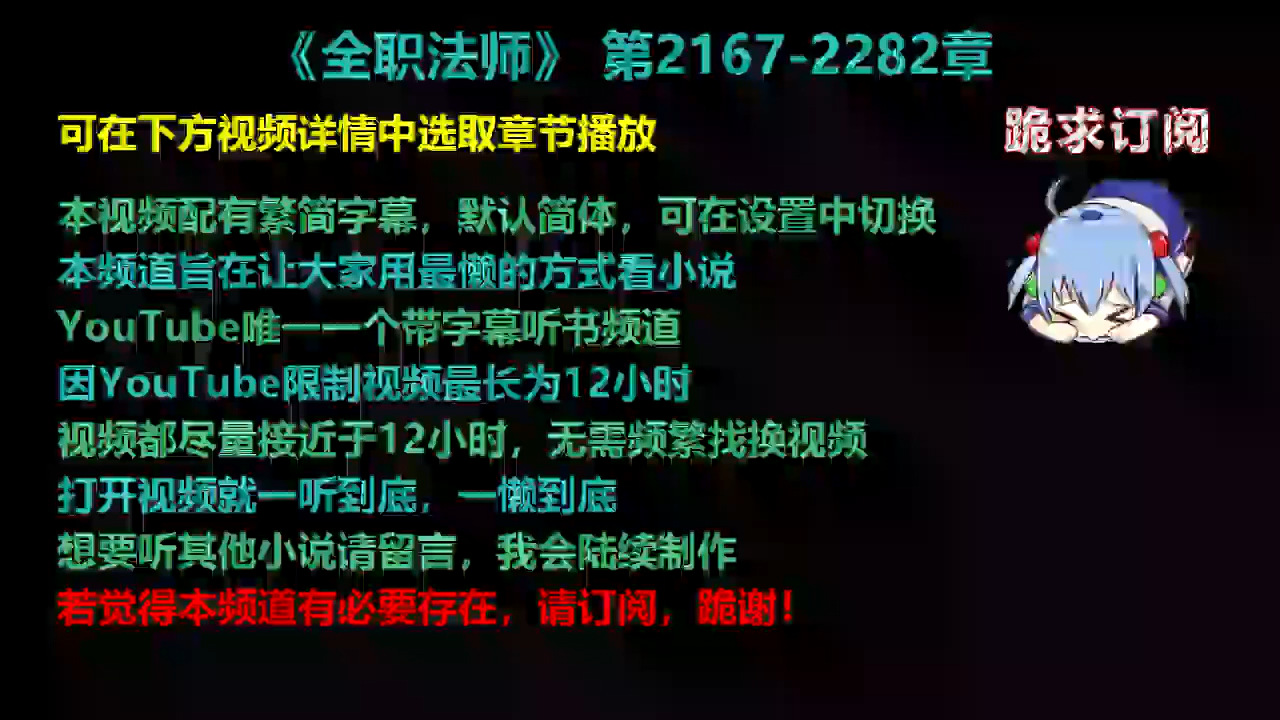 《全职法师》 第2167-2282章
可在下方视频详情中选取章节播放
跪求订阅
本视频配有繁简字幕，默认简体，可在设置中切换
本频道旨在让大家用最懒的方式看小说
YouTube唯一一个带字幕听书频道
因YouTube限制视频最长为12小时
视频都尽量接近于12小时，无需频繁找换视频
打开视频就一听到底，一懒到底
想要听其他小说请留言，我会陆续制作
若觉得本频道有必要存在，请订阅，跪谢！